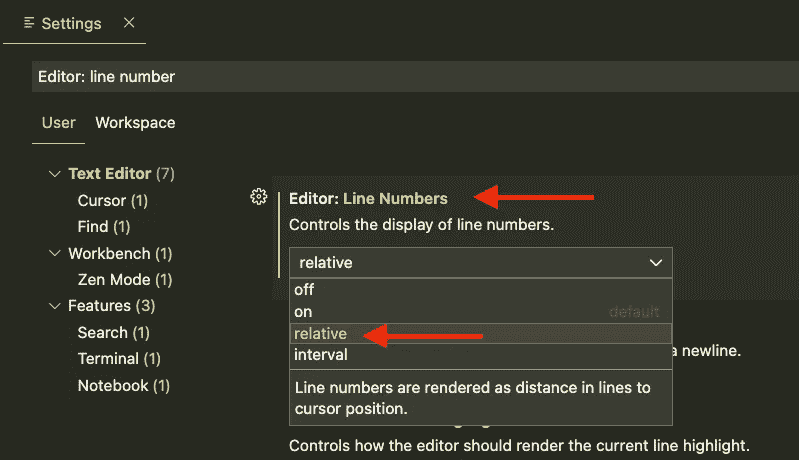 Settings
Editor: line number
User Workspace
Text Editor (7)
Cursor (1)
Find (1)
Workbench (1)
Zen Mode (1)
Features (3)
Search (1)
Terminal (1)
Notebook (1)
Editor: Line Numbers
Controls the display of line numbers.
relative
off
on default
relative
interval
a newline.
Line numbers are rendered as distance in lines to
cursor position.
Controls how the editor should render the current line highlight.